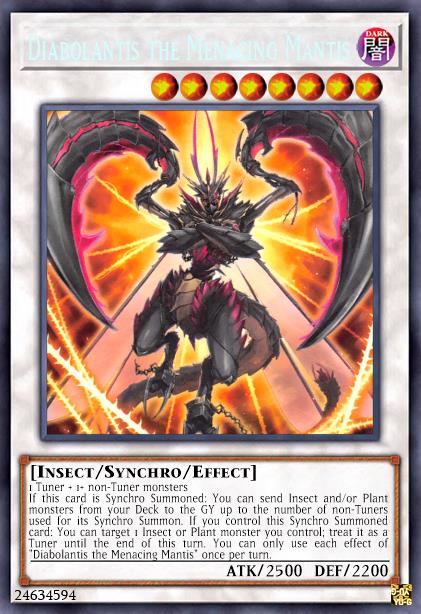 Diabolantis the Menacing Mantis
DARK
闇
[Insect/Synchro/Effect]
1 Tuner + 1+ non-Tuner monsters
If this card is Synchro Summoned: You can send Insect and/or Plant
monsters from your Deck to the GY up to the number of non-Tuners
used for its Synchro Summon. If you control this Synchro Summoned
card: You can target 1 Insect or Plant monster you control; treat it as a
Tuner until the end of this turn. You can only use each effect of
"Diabolantis the Menacing Mantis" once per turn.
ATK/2500 DEF/2200
24634594